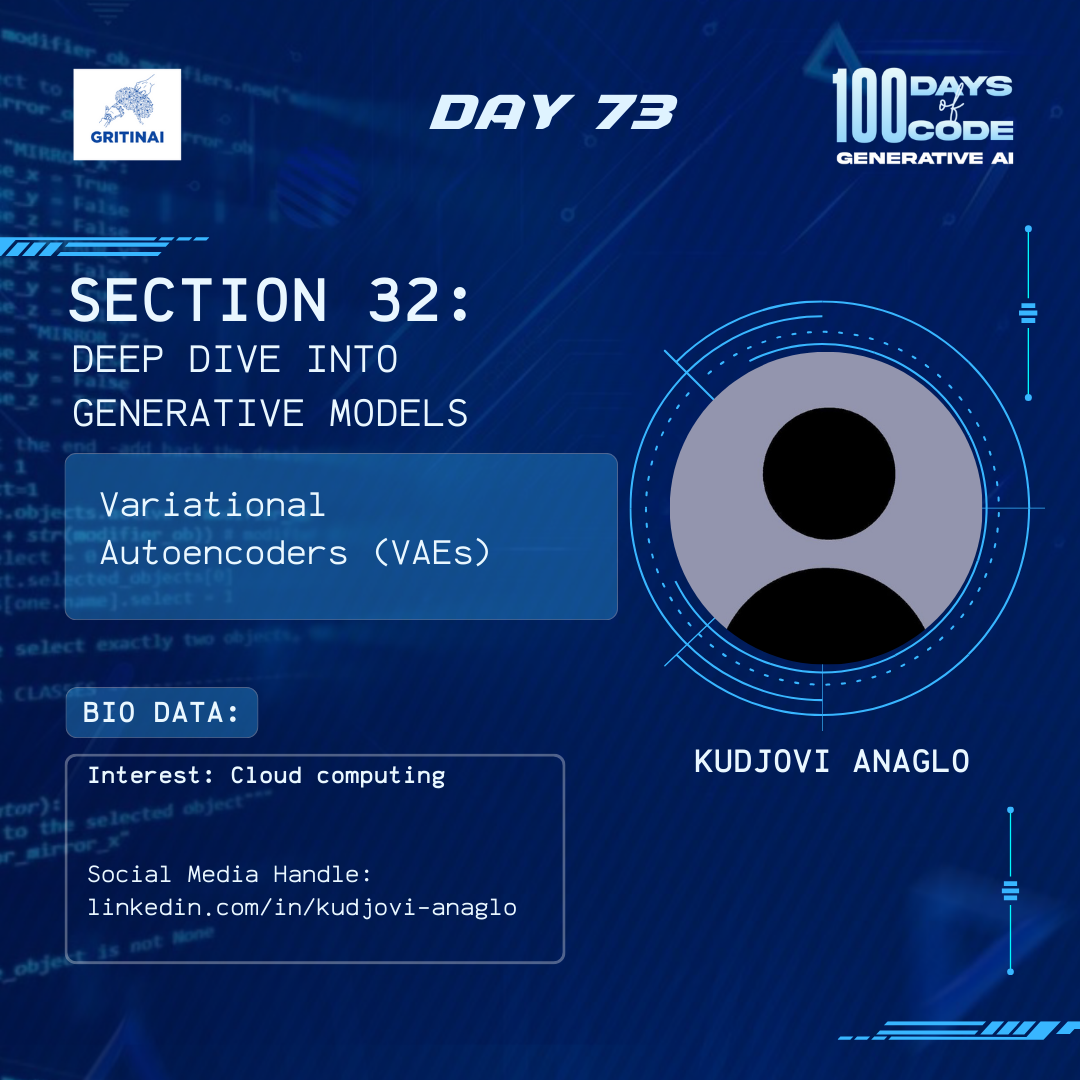 GRITINAI
DAY 73
100 DAYS
of
CODE
GENERATIVE AI
SECTION 32:
DEEP DIVE INTO
GENERATIVE MODELS
Variational
Autoencoders (VAEs)
BIO DATA:
Interest: Cloud computing
Social Media Handle:
linkedin.com/in/kudjovi-anaglo
KUDJOVI ANAGLO